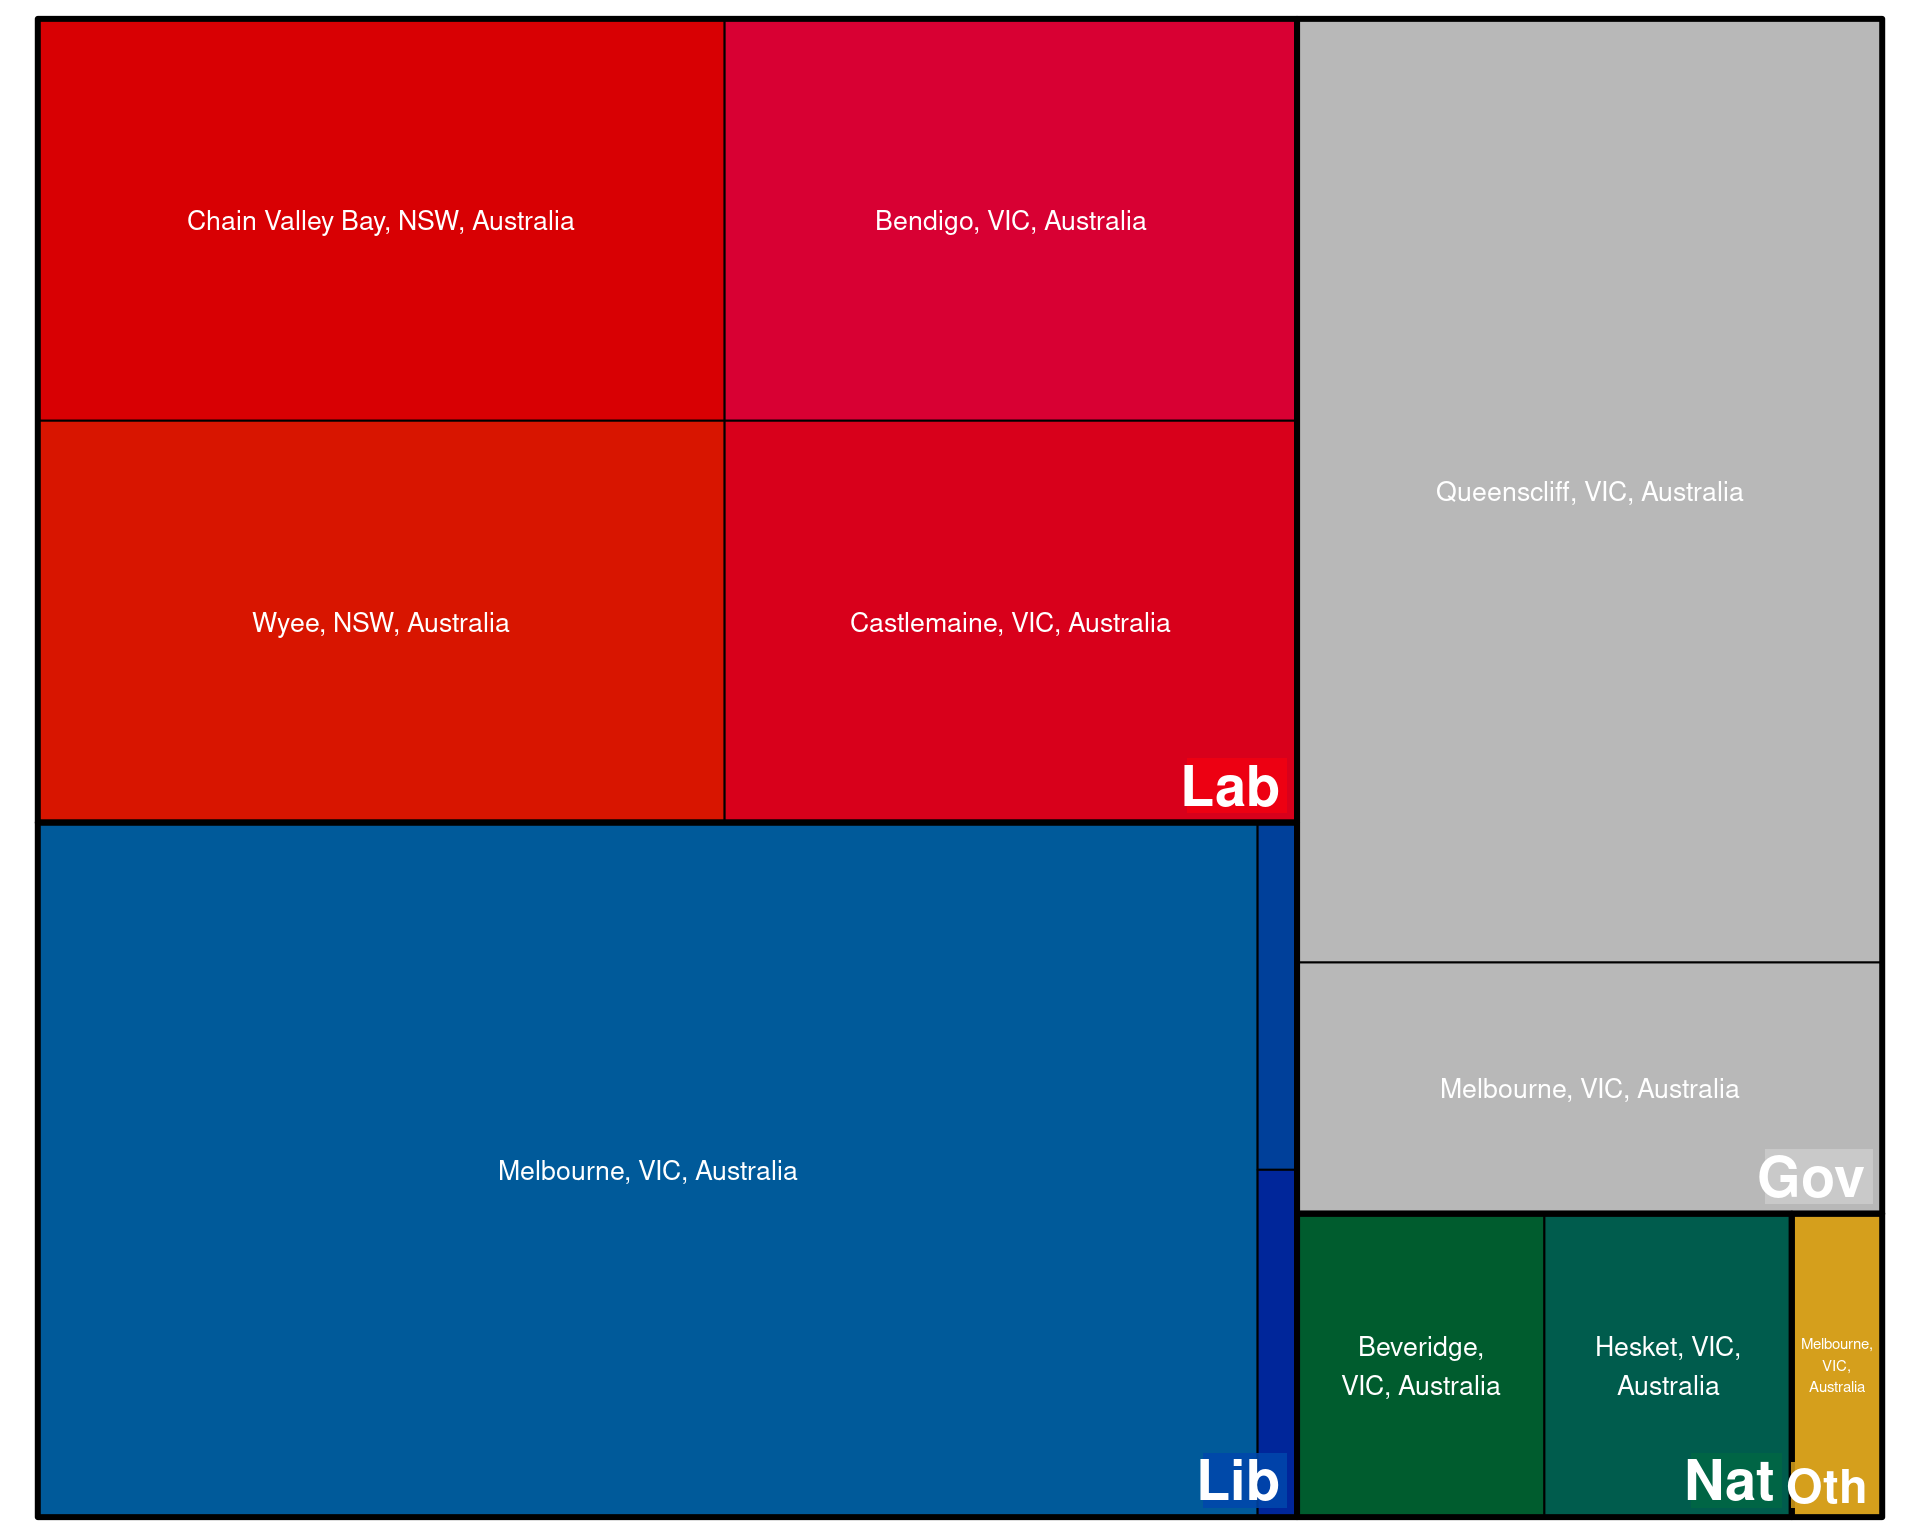 Chain Valley Bay, NSW, Australia
Bendigo, VIC, Australia
Wyee, NSW, Australia
Castlemaine, VIC, Australia
Lab
Melbourne, VIC, Australia
Lib
Queenscliff, VIC, Australia
Melbourne, VIC, Australia
Gov
Beveridge,
VIC, Australia
Hesket, VIC,
Australia
Nat
Melbourne,
VIC,
Australia
Oth